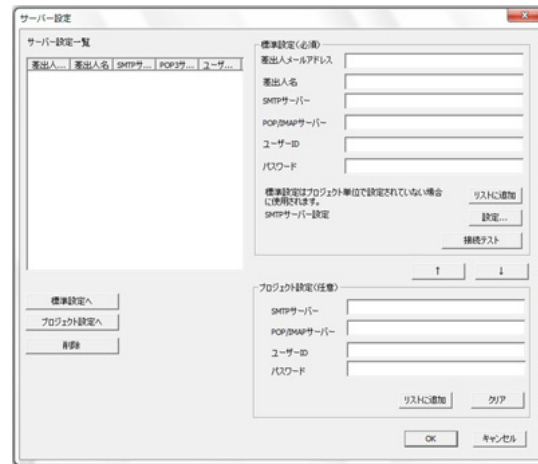 サーバー設定
サーバー設定一覧
差出人... 差出人名 SMTPサ... POP3サ... ユーザ...
標準設定へ
プロジェクト設定へ
削除
標準設定(必須)
差出人メールアドレス
差出人名
SMTPサーバー
POP/IMAPサーバー
ユーザーID
パスワード
標準設定はプロジェクト単位で設定されていない場合
に使用されます。
リストに追加
SMTPサーバー設定
設定...
接続テスト
↑ ↓
プロジェクト設定(任意)
SMTPサーバー
POP/IMAPサーバー
ユーザーID
パスワード
リストに追加 クリア
OK キャンセル